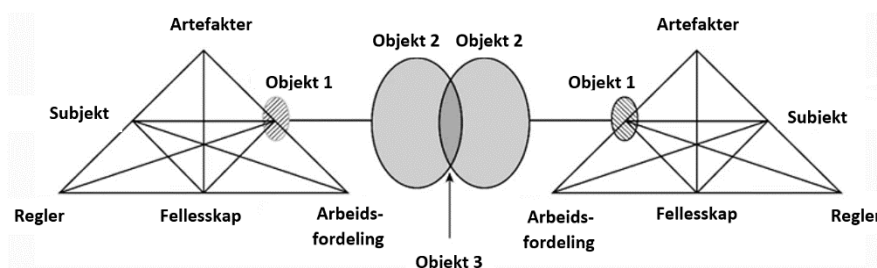 Artefakter
Artefakter
Objekt 2
Objekt 2
Objekt 1
Objekt 1
Subjekt
Subjekt
Regler
Fellesskap
Arbeids-
fordeling
Arbeids-
fordeling
Fellesskap
Regler
Objekt 3